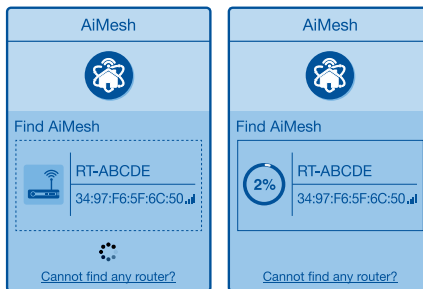 AiMesh
Find AiMesh
RT-ABCDE
34:97:F6:5F:6C:50
Cannot find any router?
AiMesh
Find AiMesh
2%
RT-ABCDE
34:97:F6:5F:6C:50
Cannot find any router?